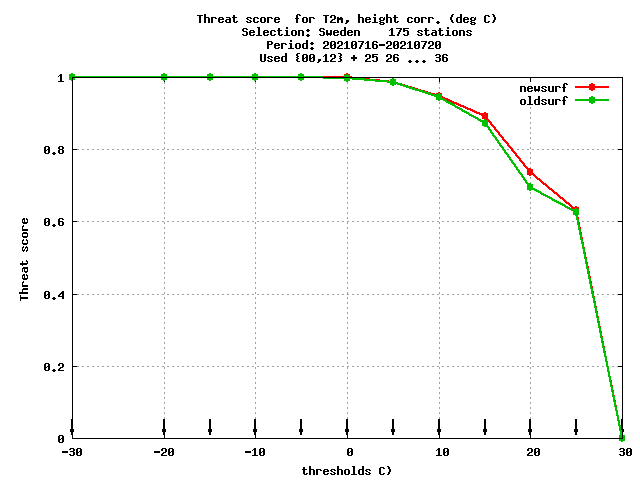 Threat score  for T2m, height corr. (deg C)
Selection: Sweden    175 stations
Period: 20210716-20210720
Used {00,12} + 25 26 ... 36
newsurf
oldsurf
1
0.8
0.6
0.4
0.2
0
Threat score
-30 -20 -10 0 10 20 30
thresholds C)